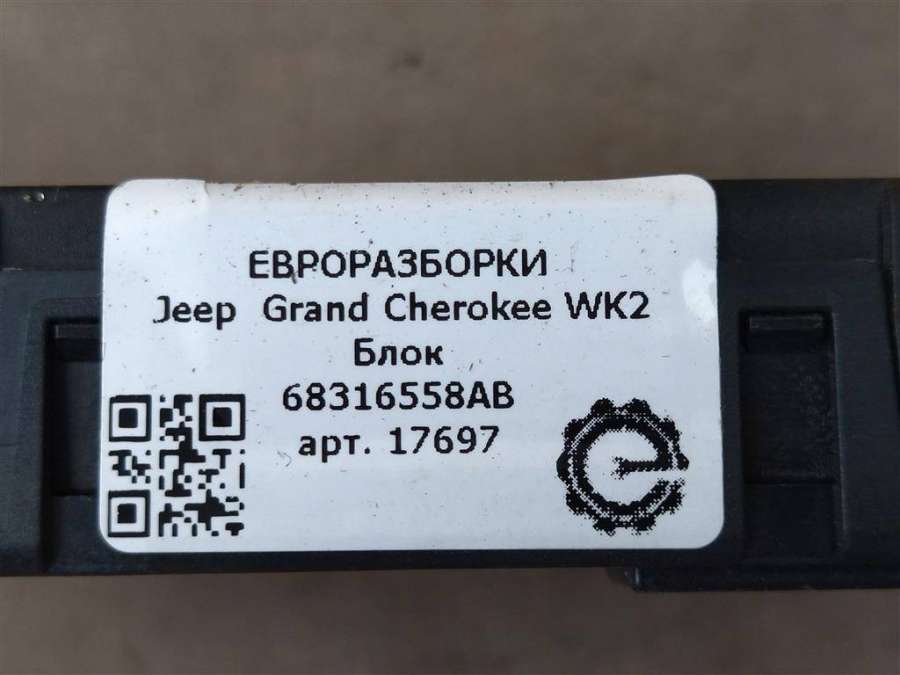 ЕВРОРАЗБОРКИ
Jeep Grand Cherokee WK2
Блок
68316558AB
арт. 17697